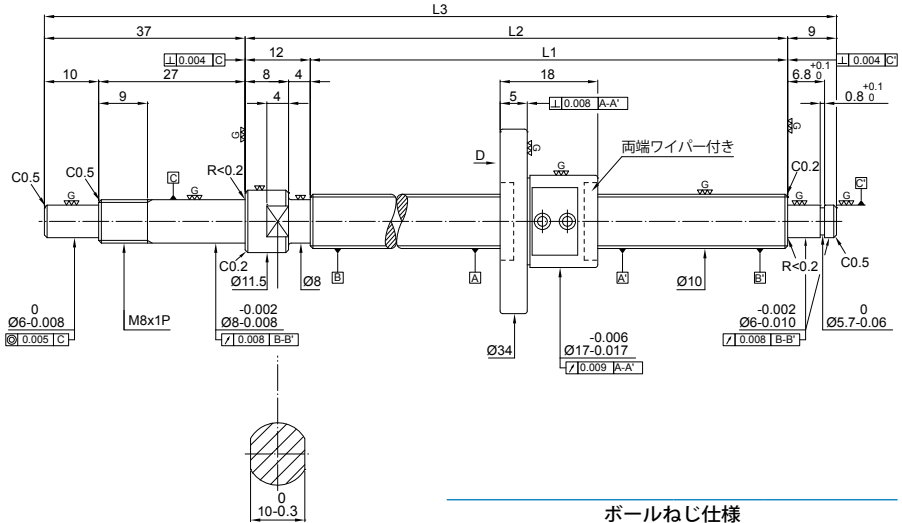 L3
37
L2
9
⊥ 0.004 C
12
L1
⊥ 0.004 C'
10
27
8
4
18
6.8 +0.1 0
9
4
5
⊥ 0.008 A-A'
0.8 +0.1 0
G
G
G
D
両端ワイパー付き
C0.5
C0.5
C
G
R<0.2
G
G
C0.2
G
C'
G
G
C0.2
B
A
A'
Ø10
B'
R<0.2
C0.5
Ø11.5
Ø8
0
Ø6-0.008
◎ 0.005 C
M8x1P
-0.002
Ø8-0.008
↗ 0.008 B-B'
Ø34
-0.006
Ø17-0.017
↗ 0.009 A-A'
-0.002
Ø6-0.010
↗ 0.008 B-B'
0
Ø5.7-0.06
0
10-0.3
ボールねじ仕様